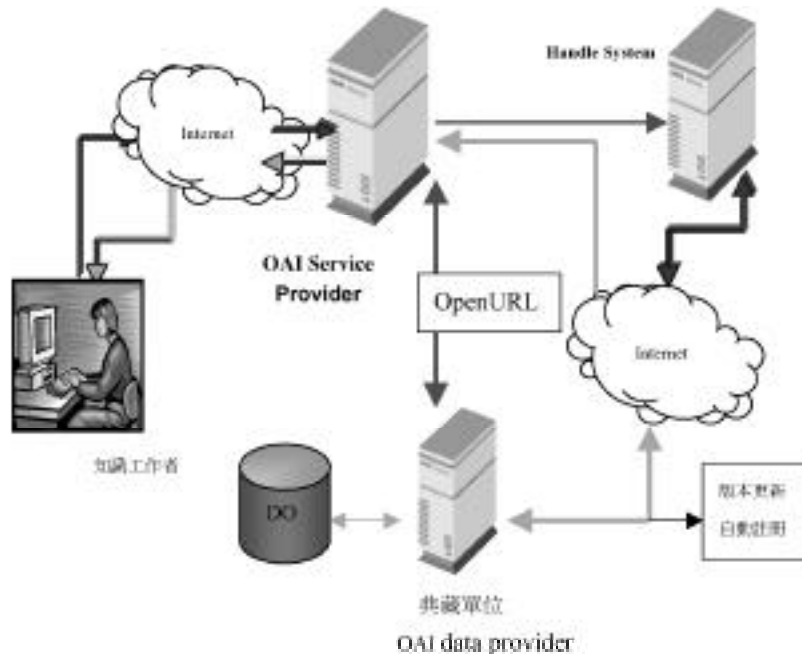 Handle System
Internet
OAI Service
Provider
OpenURL
Internet
知識工作者
DO
版本更新
自動註冊
典藏單位
OAI data provider